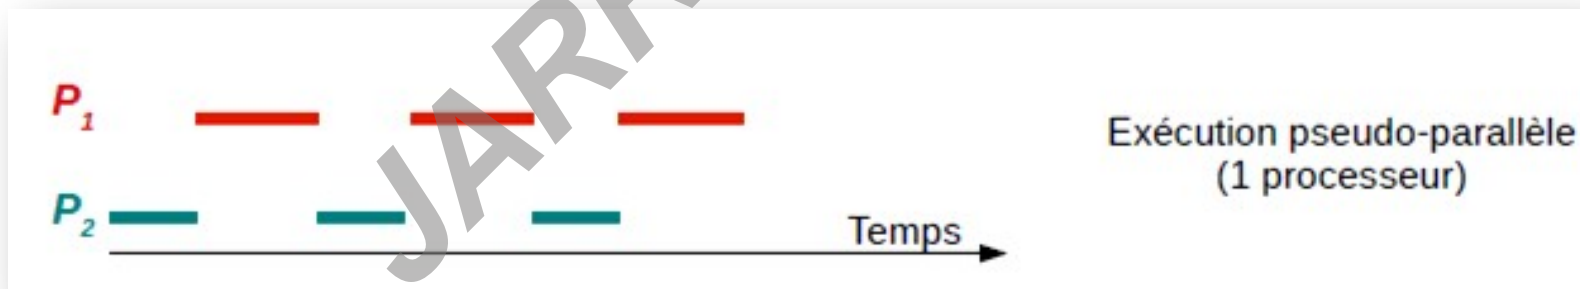 P1
P2
Temps
Exécution pseudo-parallèle
(1 processeur)